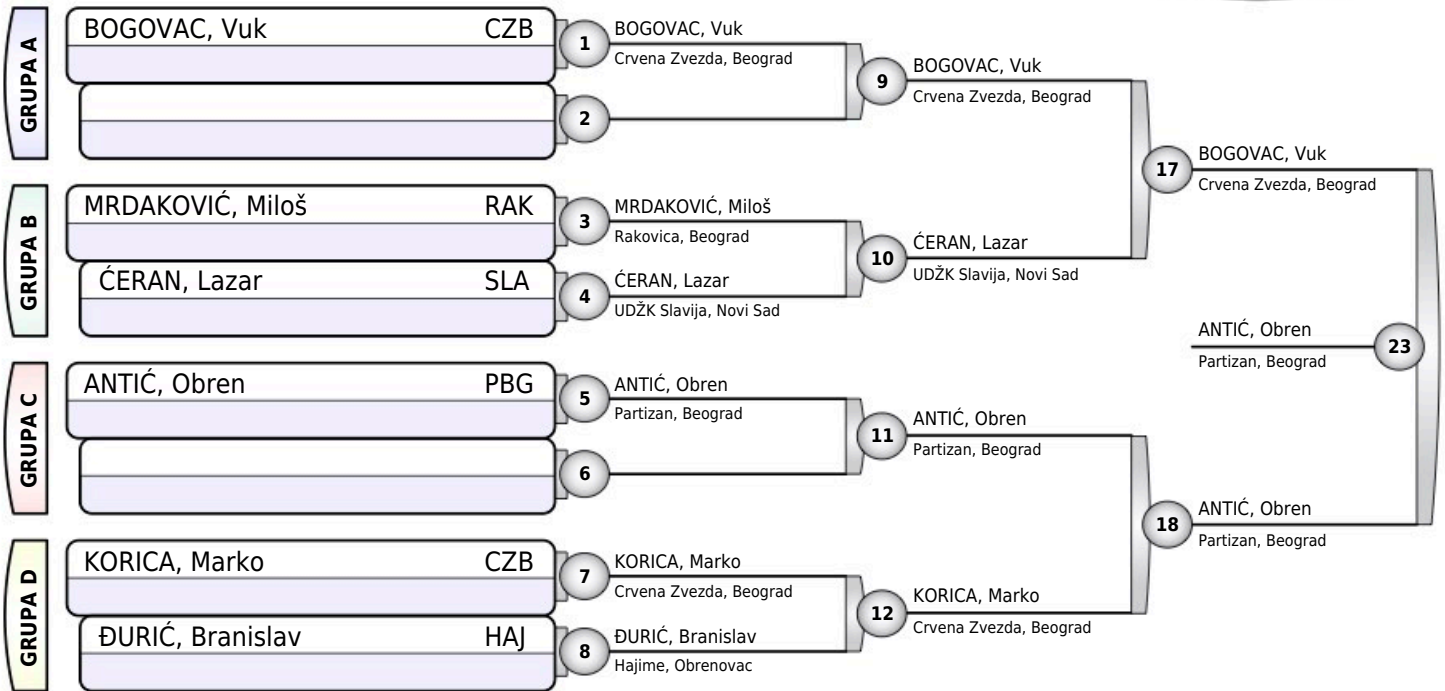 GRUPA A
BOGOVAC, Vuk CZB
1
BOGOVAC, Vuk
Crvena Zvezda, Beograd
2
9
BOGOVAC, Vuk
Crvena Zvezda, Beograd
GRUPA B
MRDAKOVIĆ, Miloš RAK
3
MRDAKOVIĆ, Miloš
Rakovica, Beograd
ĆERAN, Lazar SLA
4
ĆERAN, Lazar
UDŽK Slavija, Novi Sad
10
ĆERAN, Lazar
UDŽK Slavija, Novi Sad
17
BOGOVAC, Vuk
Crvena Zvezda, Beograd
GRUPA C
ANTIĆ, Obren PBG
5
ANTIĆ, Obren
Partizan, Beograd
6
11
ANTIĆ, Obren
Partizan, Beograd
GRUPA D
KORICA, Marko CZB
7
KORICA, Marko
Crvena Zvezda, Beograd
ĐURIĆ, Branislav HAJ
8
ĐURIĆ, Branislav
Hajime, Obrenovac
12
KORICA, Marko
Crvena Zvezda, Beograd
18
ANTIĆ, Obren
Partizan, Beograd
ANTIĆ, Obren
Partizan, Beograd
23